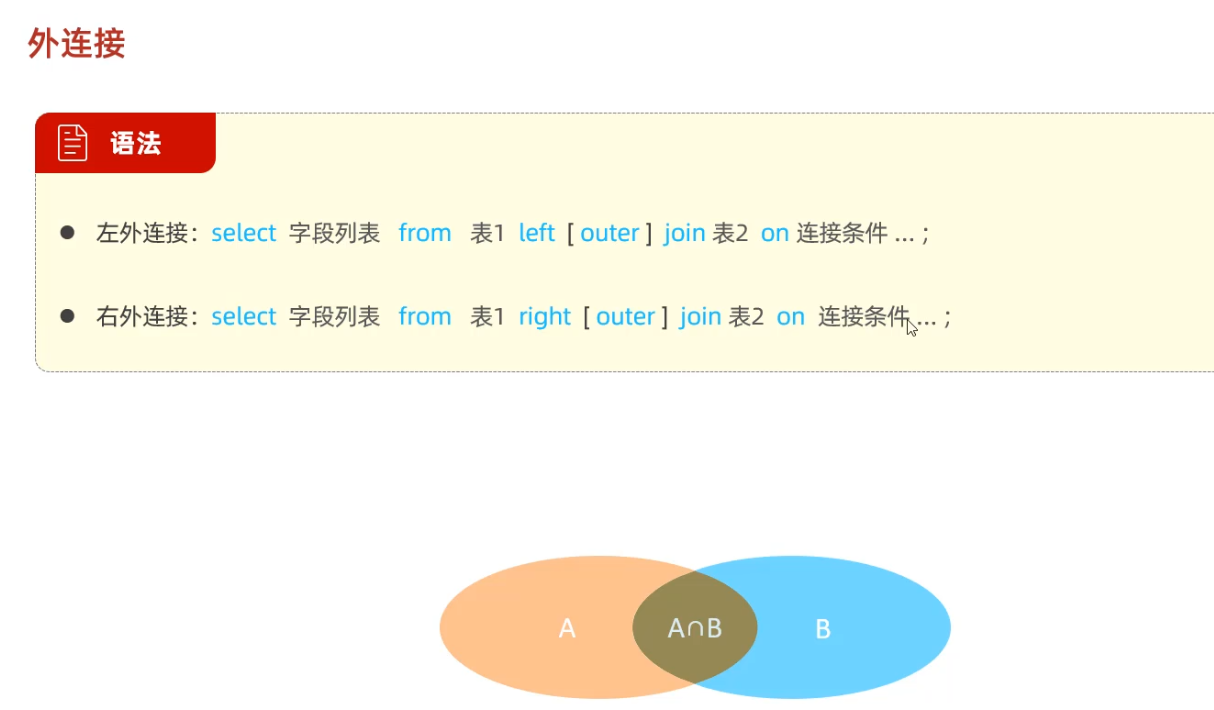 外连接
语法
● 左外连接：select 字段列表 from 表1 left [ outer ] join 表2 on 连接条件 ... ;
● 右外连接：select 字段列表 from 表1 right [ outer ] join 表2 on 连接条件 ... ;
A A∩B B